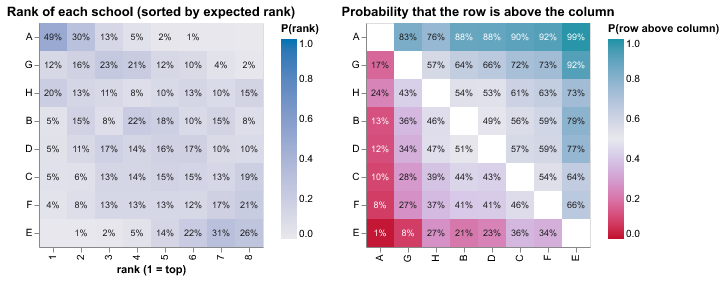 Rank of each school (sorted by expected rank)
A 49% 30% 13% 5% 2% 1%
G 12% 16% 23% 21% 12% 10% 4% 2%
H 20% 13% 11% 8% 10% 13% 10% 15%
B 5% 15% 8% 22% 18% 10% 15% 8%
D 5% 11% 17% 14% 16% 17% 10% 10%
C 5% 6% 13% 14% 15% 15% 13% 19%
F 4% 8% 13% 13% 13% 12% 17% 21%
E 1% 2% 5% 14% 22% 31% 26%
1 2 3 4 5 6 7 8
rank (1 = top)
P(rank)
1.0
0.8
0.6
0.4
0.2
0.0
Probability that the row is above the column
A 83% 76% 88% 88% 90% 92% 99%
G 17% 57% 64% 66% 72% 73% 92%
H 24% 43% 54% 53% 61% 63% 73%
B 13% 36% 46% 49% 56% 59% 79%
D 12% 34% 47% 51% 57% 59% 77%
C 10% 28% 39% 44% 43% 54% 64%
F 8% 27% 37% 41% 41% 46% 66%
E 1% 8% 27% 21% 23% 36% 34%
A G H B D C F E
P(row above column)
1.0
0.8
0.6
0.4
0.2
0.0